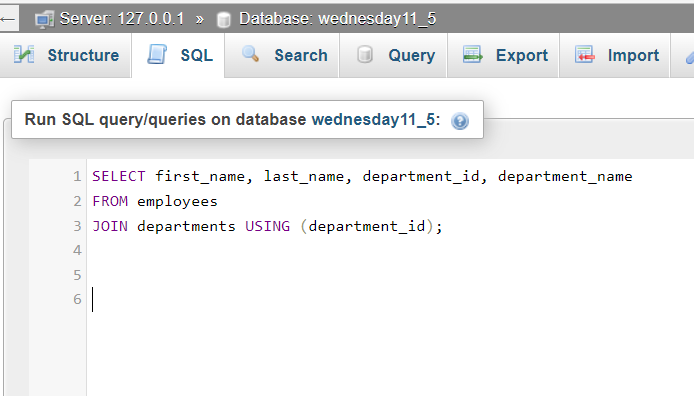 ← Server: 127.0.0.1 » Database: wednesday11_5
Structure SQL Search Query Export Import
Run SQL query/queries on database wednesday11_5:
1 SELECT first_name, last_name, department_id, department_name
2 FROM employees
3 JOIN departments USING (department_id);
4
5
6